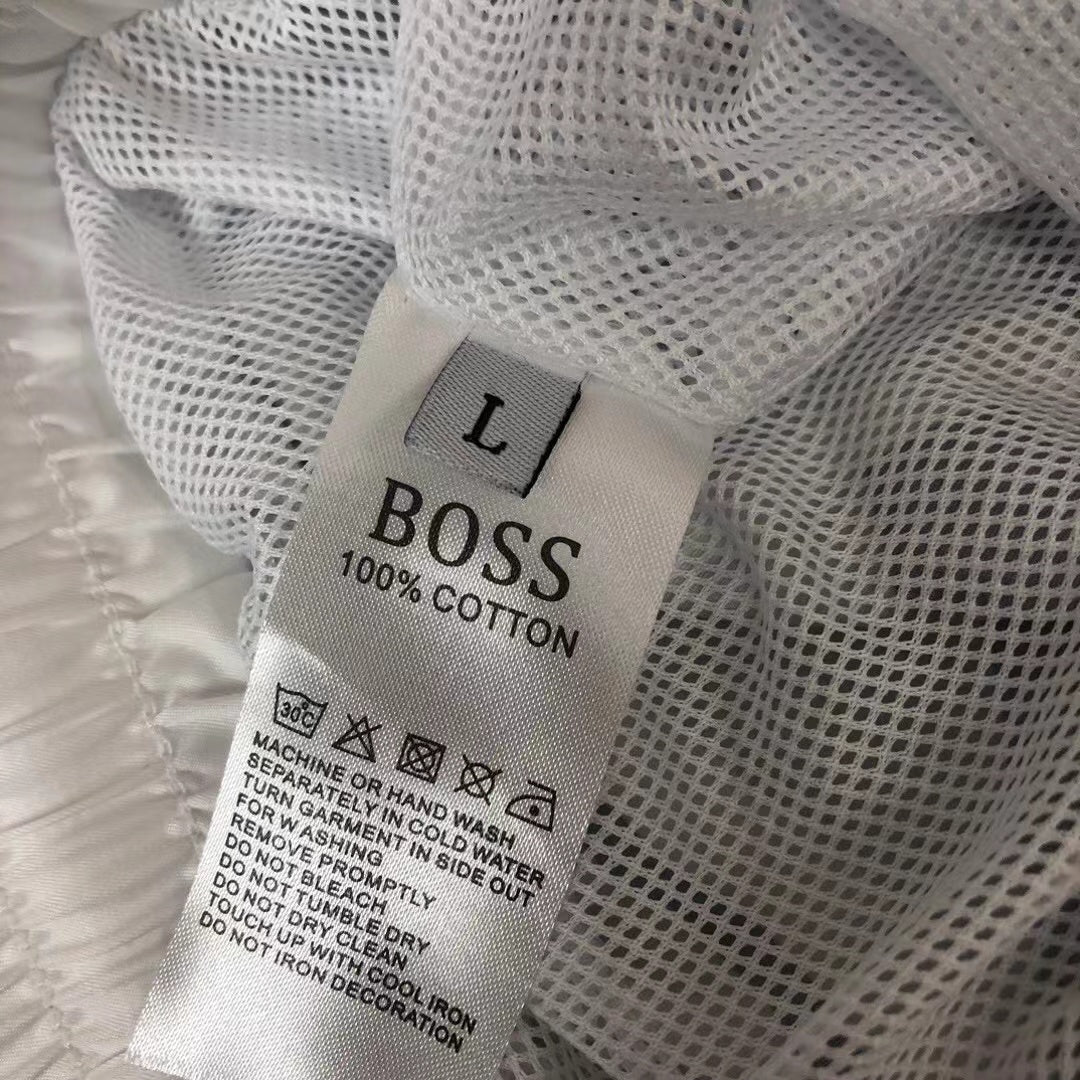 L
BOSS
100% COTTON
30C
MACHINE OR HAND WASH
SEPARATELY IN COLD WATER
TURN GARMENT IN SIDE OUT
FOR W ASHING
REMOVE PROMPTLY
DO NOT BLEACH
DO NOT TUMBLE DRY
DO NOT DRY CLEAN
TOUCH UP WITH COOL IRON
DO NOT IRON DECORATION